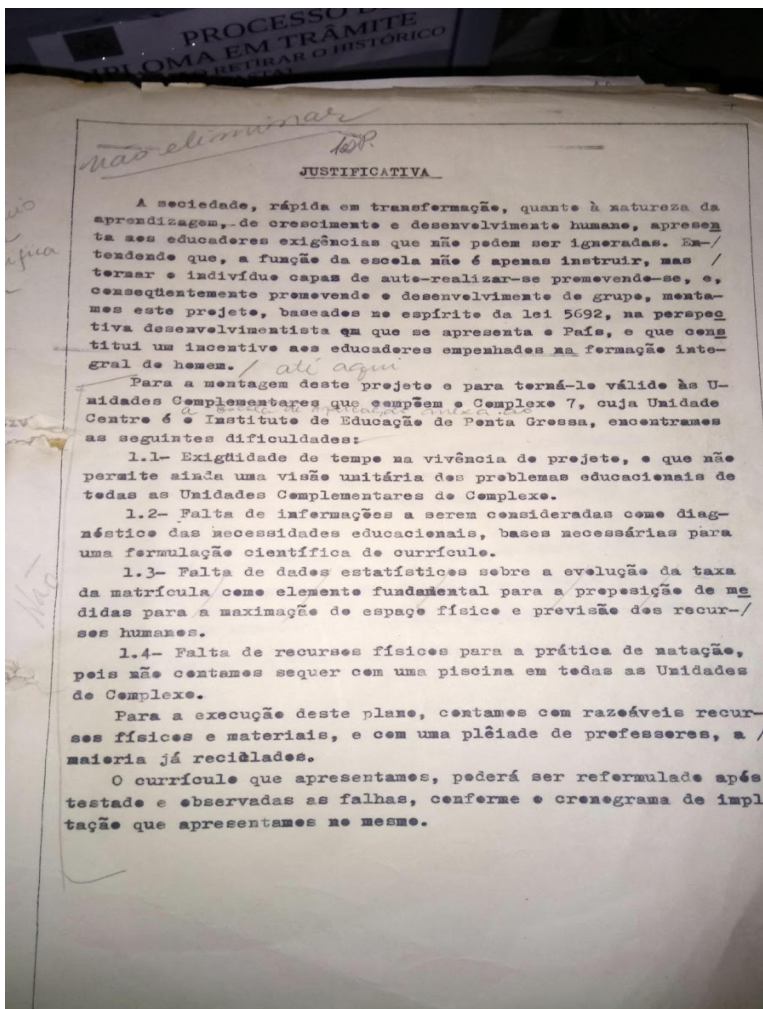 PROCESSO D
IPLOMA EM TRÂMITE
O RETIRAR O HISTÓRICO
não eliminar
JUSTIFICATIVA
A sociedade, rápida em transformação, quanto à natureza da
aprendizagem, de crescimento e desenvolvimento humano, apresen
ta aos educadores exigências que não podem ser ignoradas. En-/
tendendo que, a função da escola não é apenas instruir, mas /
tornar o indivíduo capas de auto-realizar-se promovendo-se, e,
conseqüentemente promovendo o desenvolvimento do grupo, monta-
mos este projeto, baseados no espírito da lei 5692, na perspec
tiva desenvolvimentista em que se apresenta o País, e que cons
titui um incentivo aos educadores empenhados na formação inte-
gral do homem. / até aqui
Para a montagem deste projeto e para torná-lo válido às U-
nidades Complementares que compõem o Complexo 7, cuja Unidade
a Escola de Aplicação anexa ao
Centro é o Instituto de Educação de Ponta Grossa, encontramos
as seguintes dificuldades:
1.1- Exigüidade de tempo na vivência do projeto, o que não
permite ainda uma visão unitária dos problemas educacionais de
todas as Unidades Complementares do Complexo.
1.2- Falta de informações a serem consideradas como diag-
nóstico das necessidades educacionais, bases necessárias para
uma formulação científica do currículo.
1.3- Falta de dados estatísticos sobre a evolução da taxa
da matrícula como elemento fundamental para a proposição de me
didas para a maximação do espaço físico e previsão dos recur-/
sos humanos.
1.4- Falta de recursos físicos para a prática de natação,
pois não contamos sequer com uma piscina em todas as Unidades
do Complexo.
Não
Para a execução deste plano, contamos com razoáveis recur-
sos físicos e materiais, e com uma plêiade de professores, a /
maioria já reciclados.
O currículo que apresentamos, poderá ser reformulado após
testado e observadas as falhas, conforme o cronograma de impl
tação que apresentamos no mesmo.